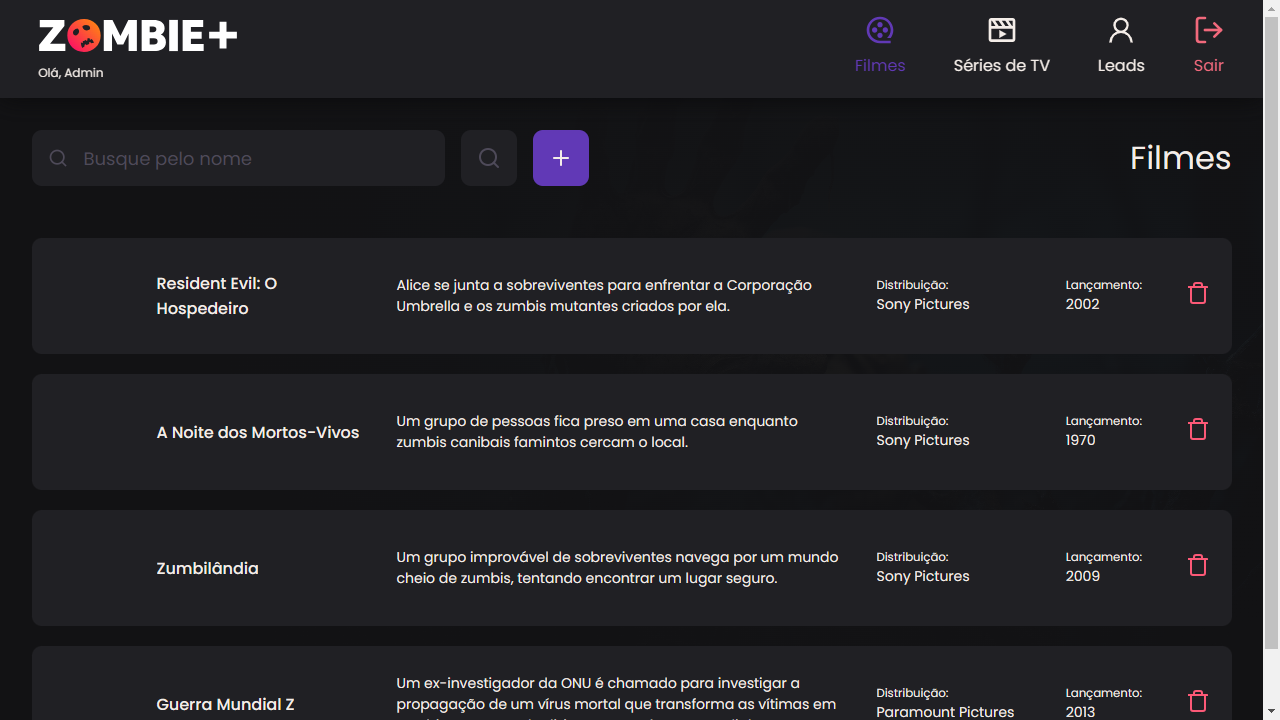 ZOMBIE+
Olá, Admin
Filmes
Séries de TV
Leads
Sair
Busque pelo nome
Filmes
Resident Evil: O
Hospedeiro
Alice se junta a sobreviventes para enfrentar a Corporação
Umbrella e os zumbis mutantes criados por ela.
Distribuição:
Sony Pictures
Lançamento:
2002
A Noite dos Mortos-Vivos
Um grupo de pessoas fica preso em uma casa enquanto
zumbis canibais famintos cercam o local.
Distribuição:
Sony Pictures
Lançamento:
1970
Zumbilândia
Um grupo improvável de sobreviventes navega por um mundo
cheio de zumbis, tentando encontrar um lugar seguro.
Distribuição:
Sony Pictures
Lançamento:
2009
Guerra Mundial Z
Um ex-investigador da ONU é chamado para investigar a
propagação de um vírus mortal que transforma as vítimas em
Distribuição:
Paramount Pictures
Lançamento:
2013